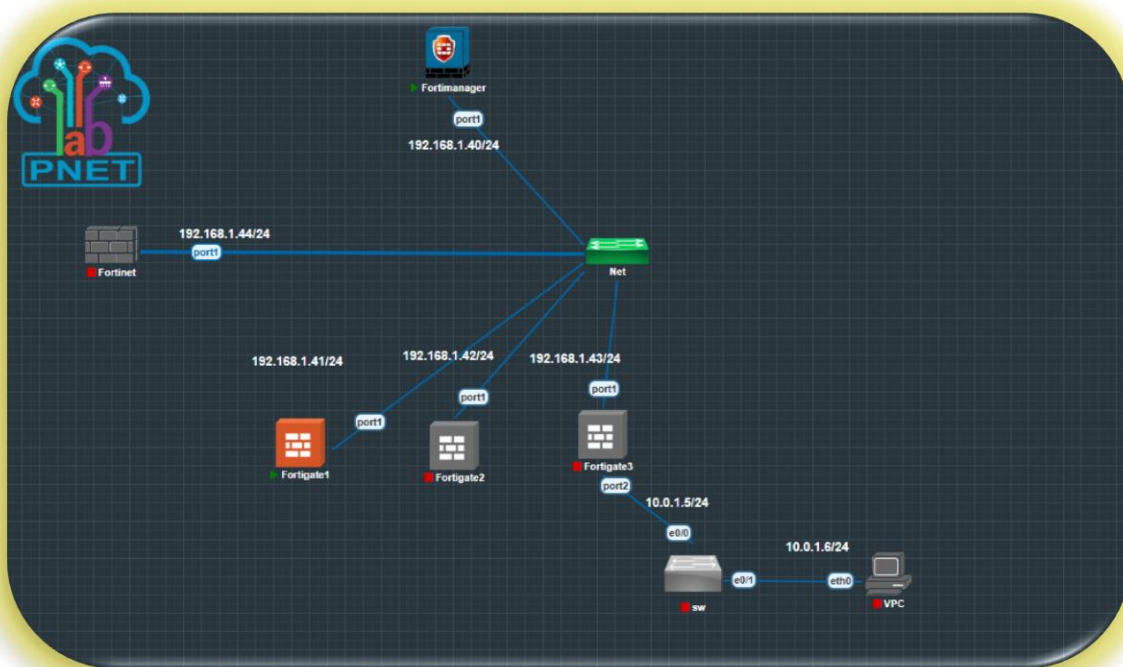 Fortimanager
port1
192.168.1.40/24
lab
PNET
192.168.1.44/24
port1
Fortinet
Net
192.168.1.41/24
192.168.1.42/24
192.168.1.43/24
port1
port1
port1
Fortigate1
Fortigate2
Fortigate3
port2
10.0.1.5/24
e0/0
10.0.1.6/24
e0/1
eth0
sw
VPC